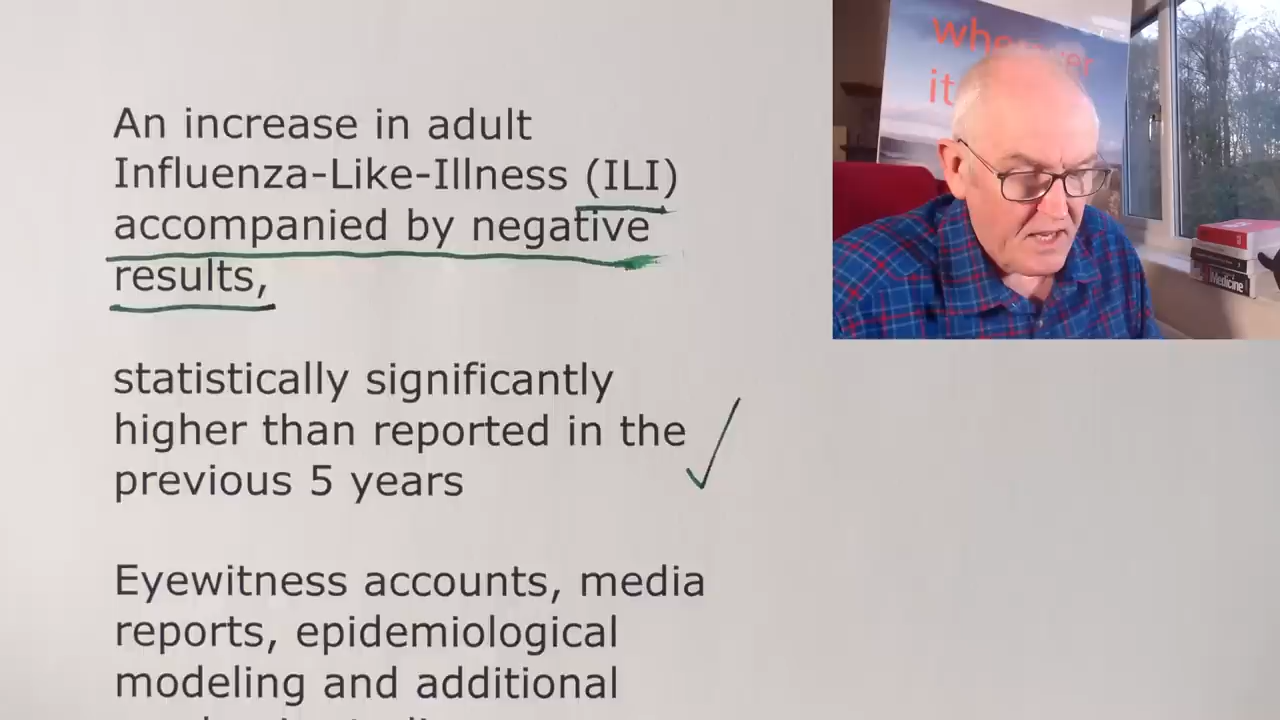 An increase in adult
Influenza-Like-Illness (ILI)
accompanied by negative
results,
statistically significantly
higher than reported in the
previous 5 years
Eyewitness accounts, media
reports, epidemiological
modeling and additional
it
Medicine